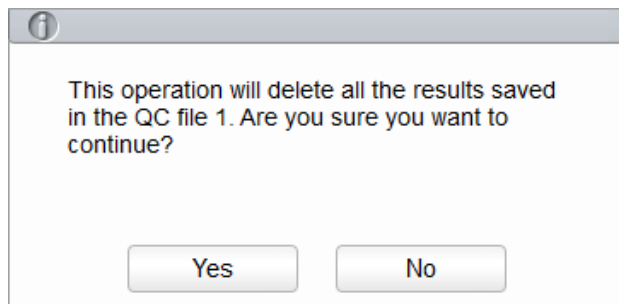 This operation will delete all the results saved
in the QC file 1. Are you sure you want to
continue?
Yes
No